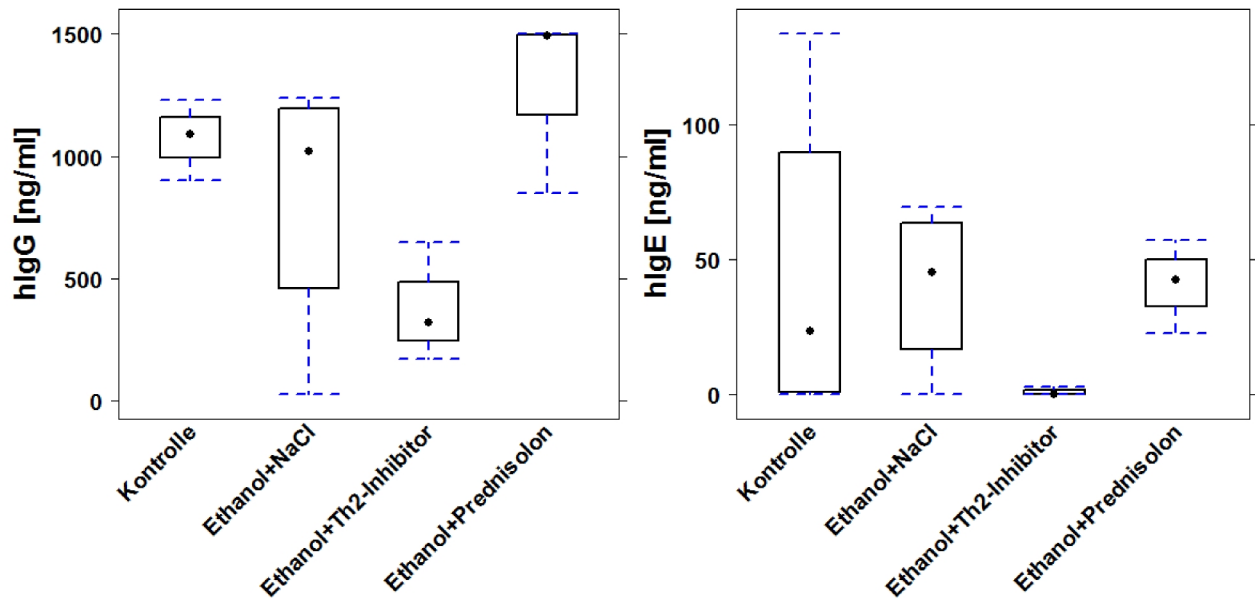 hIgG [ng/ml]
1500
1000
500
0
Kontrolle
Ethanol+NaCl
Ethanol+Th2-Inhibitor
Ethanol+Prednisolon
hIgE [ng/ml]
100
50
0
Kontrolle
Ethanol+NaCl
Ethanol+Th2-Inhibitor
Ethanol+Prednisolon